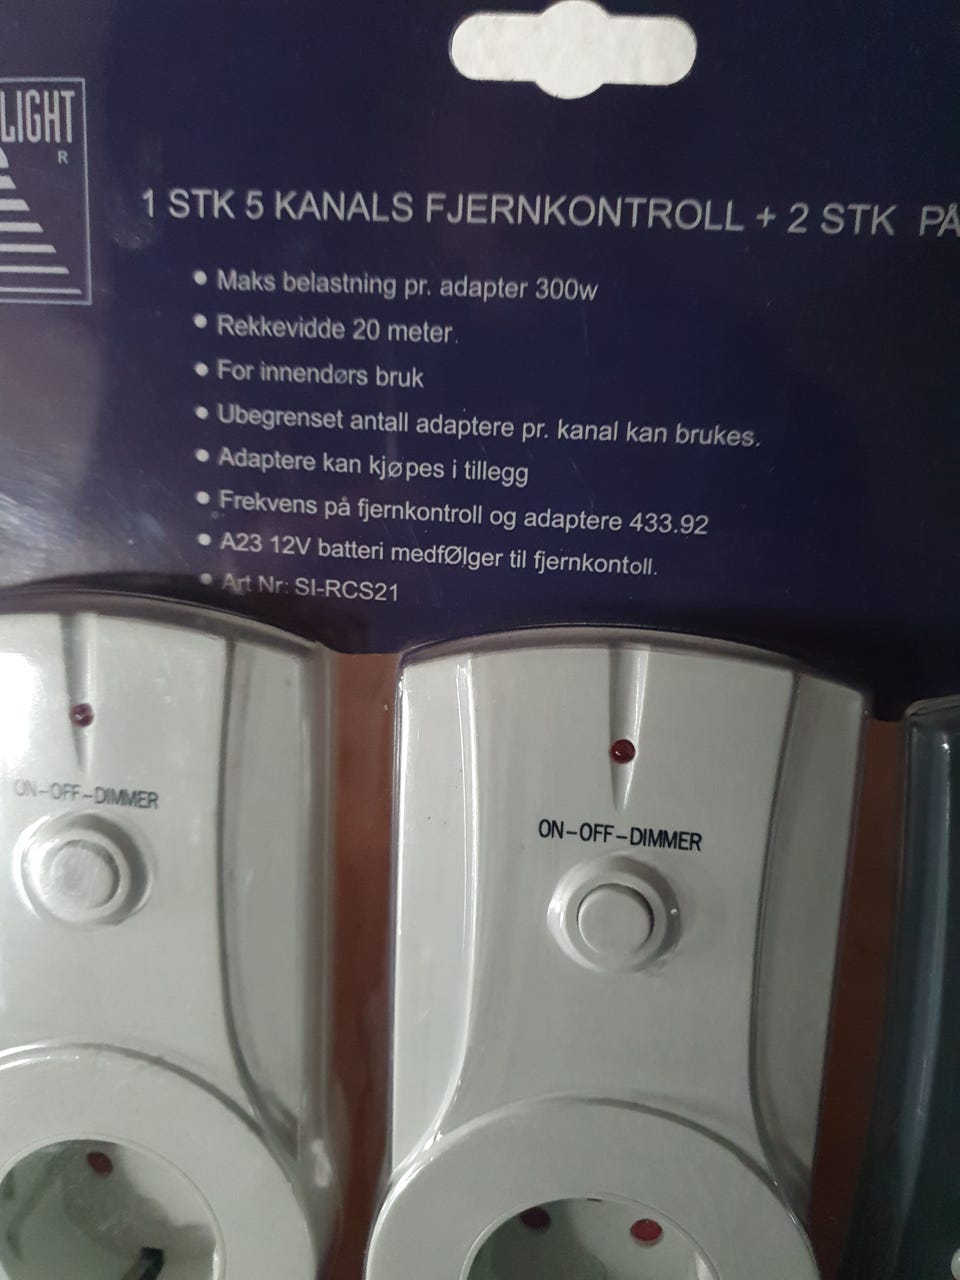 LIGHT
R
1 STK 5 KANALS FJERNKONTROLL + 2 STK PÅ
• Maks belastning pr. adapter 300w
• Rekkevidde 20 meter.
• For innendørs bruk
• Ubegrenset antall adaptere pr. kanal kan brukes.
• Adaptere kan kjøpes i tillegg
• Frekvens på fjernkontroll og adaptere 433.92
• A23 12V batteri medfØlger til fjernkontoll.
• Art Nr: SI-RCS21
ON-OFF-DIMMER
ON-OFF-DIMMER